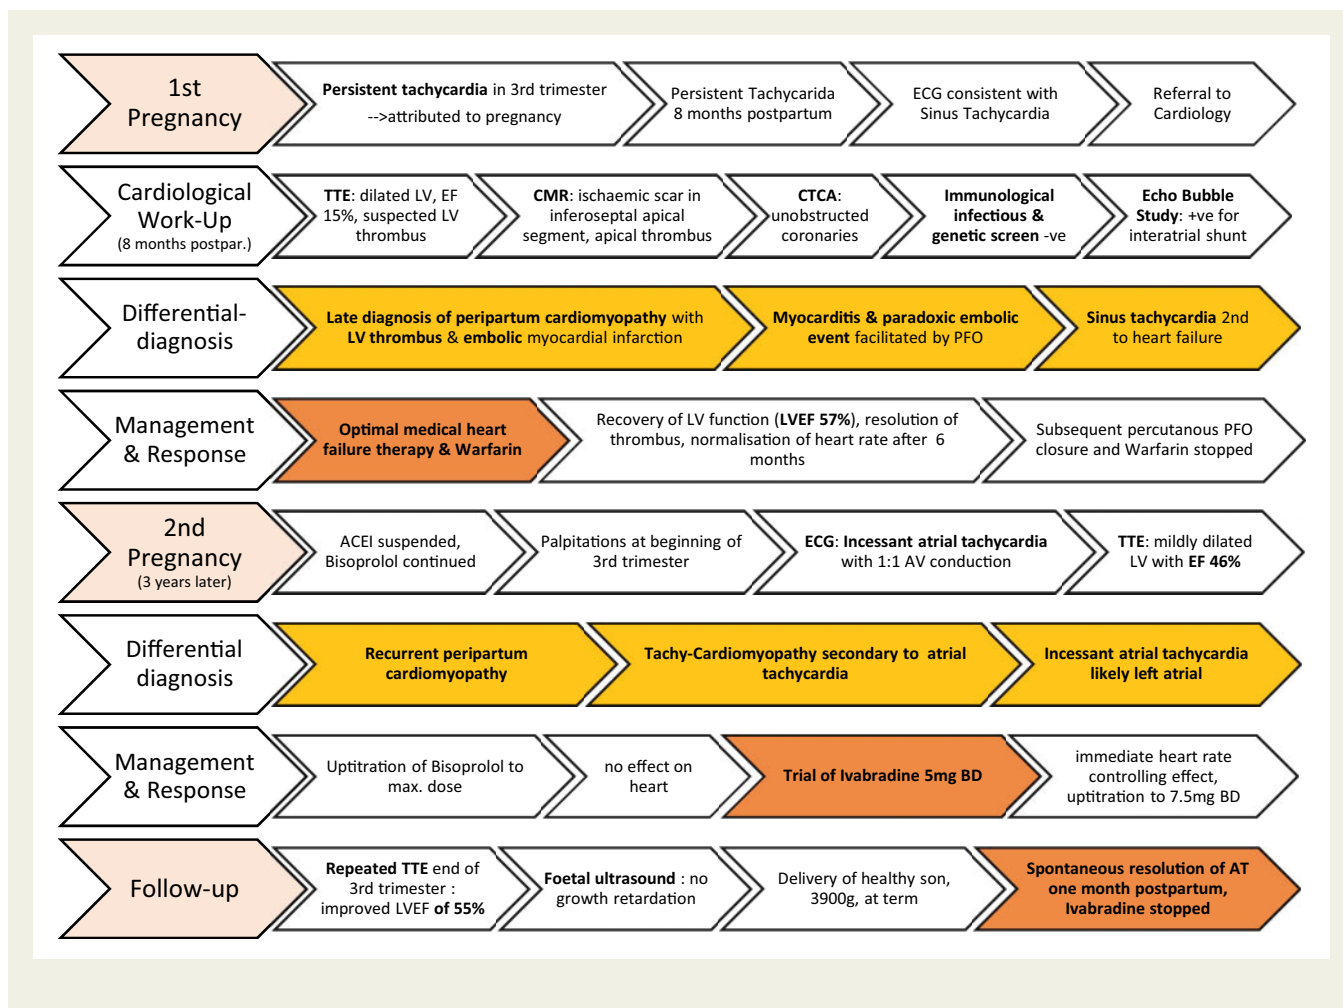 1st
Pregnancy
Persistent tachycardia in 3rd trimester
-->attributed to pregnancy
Persistent Tachycarida
8 months postpartum
ECG consistent with
Sinus Tachycardia
Referral to
Cardiology
Cardiological
Work-Up
(8 months postpar.)
TTE: dilated LV, EF
15%, suspected LV
thrombus
CMR: ischaemic scar in
inferoseptal apical
segment, apical thrombus
CTCA:
unobstructed
coronaries
Immunological
infectious &
genetic screen -ve
Echo Bubble
Study: +ve for
interatrial shunt
Differential-
diagnosis
Late diagnosis of peripartum cardiomyopathy with
LV thrombus & embolic myocardial infarction
Myocarditis & paradoxic embolic
event facilitated by PFO
Sinus tachycardia 2nd
to heart failure
Management
& Response
Optimal medical heart
failure therapy & Warfarin
Recovery of LV function (LVEF 57%), resolution of
thrombus, normalisation of heart rate after 6
months
Subsequent percutanous PFO
closure and Warfarin stopped
2nd
Pregnancy
(3 years later)
ACEI suspended,
Bisoprolol continued
Palpitations at beginning of
3rd trimester
ECG: Incessant atrial tachycardia
with 1:1 AV conduction
TTE: mildly dilated
LV with EF 46%
Differential
diagnosis
Recurrent peripartum
cardiomyopathy
Tachy-Cardiomyopathy secondary to atrial
tachycardia
Incessant atrial tachycardia
likely left atrial
Management
& Response
Uptitration of Bisoprolol to
max. dose
no effect on
heart
Trial of Ivabradine 5mg BD
immediate heart rate
controlling effect,
uptitration to 7.5mg BD
Follow-up
Repeated TTE end of
3rd trimester :
improved LVEF of 55%
Foetal ultrasound : no
growth retardation
Delivery of healthy son,
3900g, at term
Spontaneous resolution of AT
one month postpartum,
Ivabradine stopped